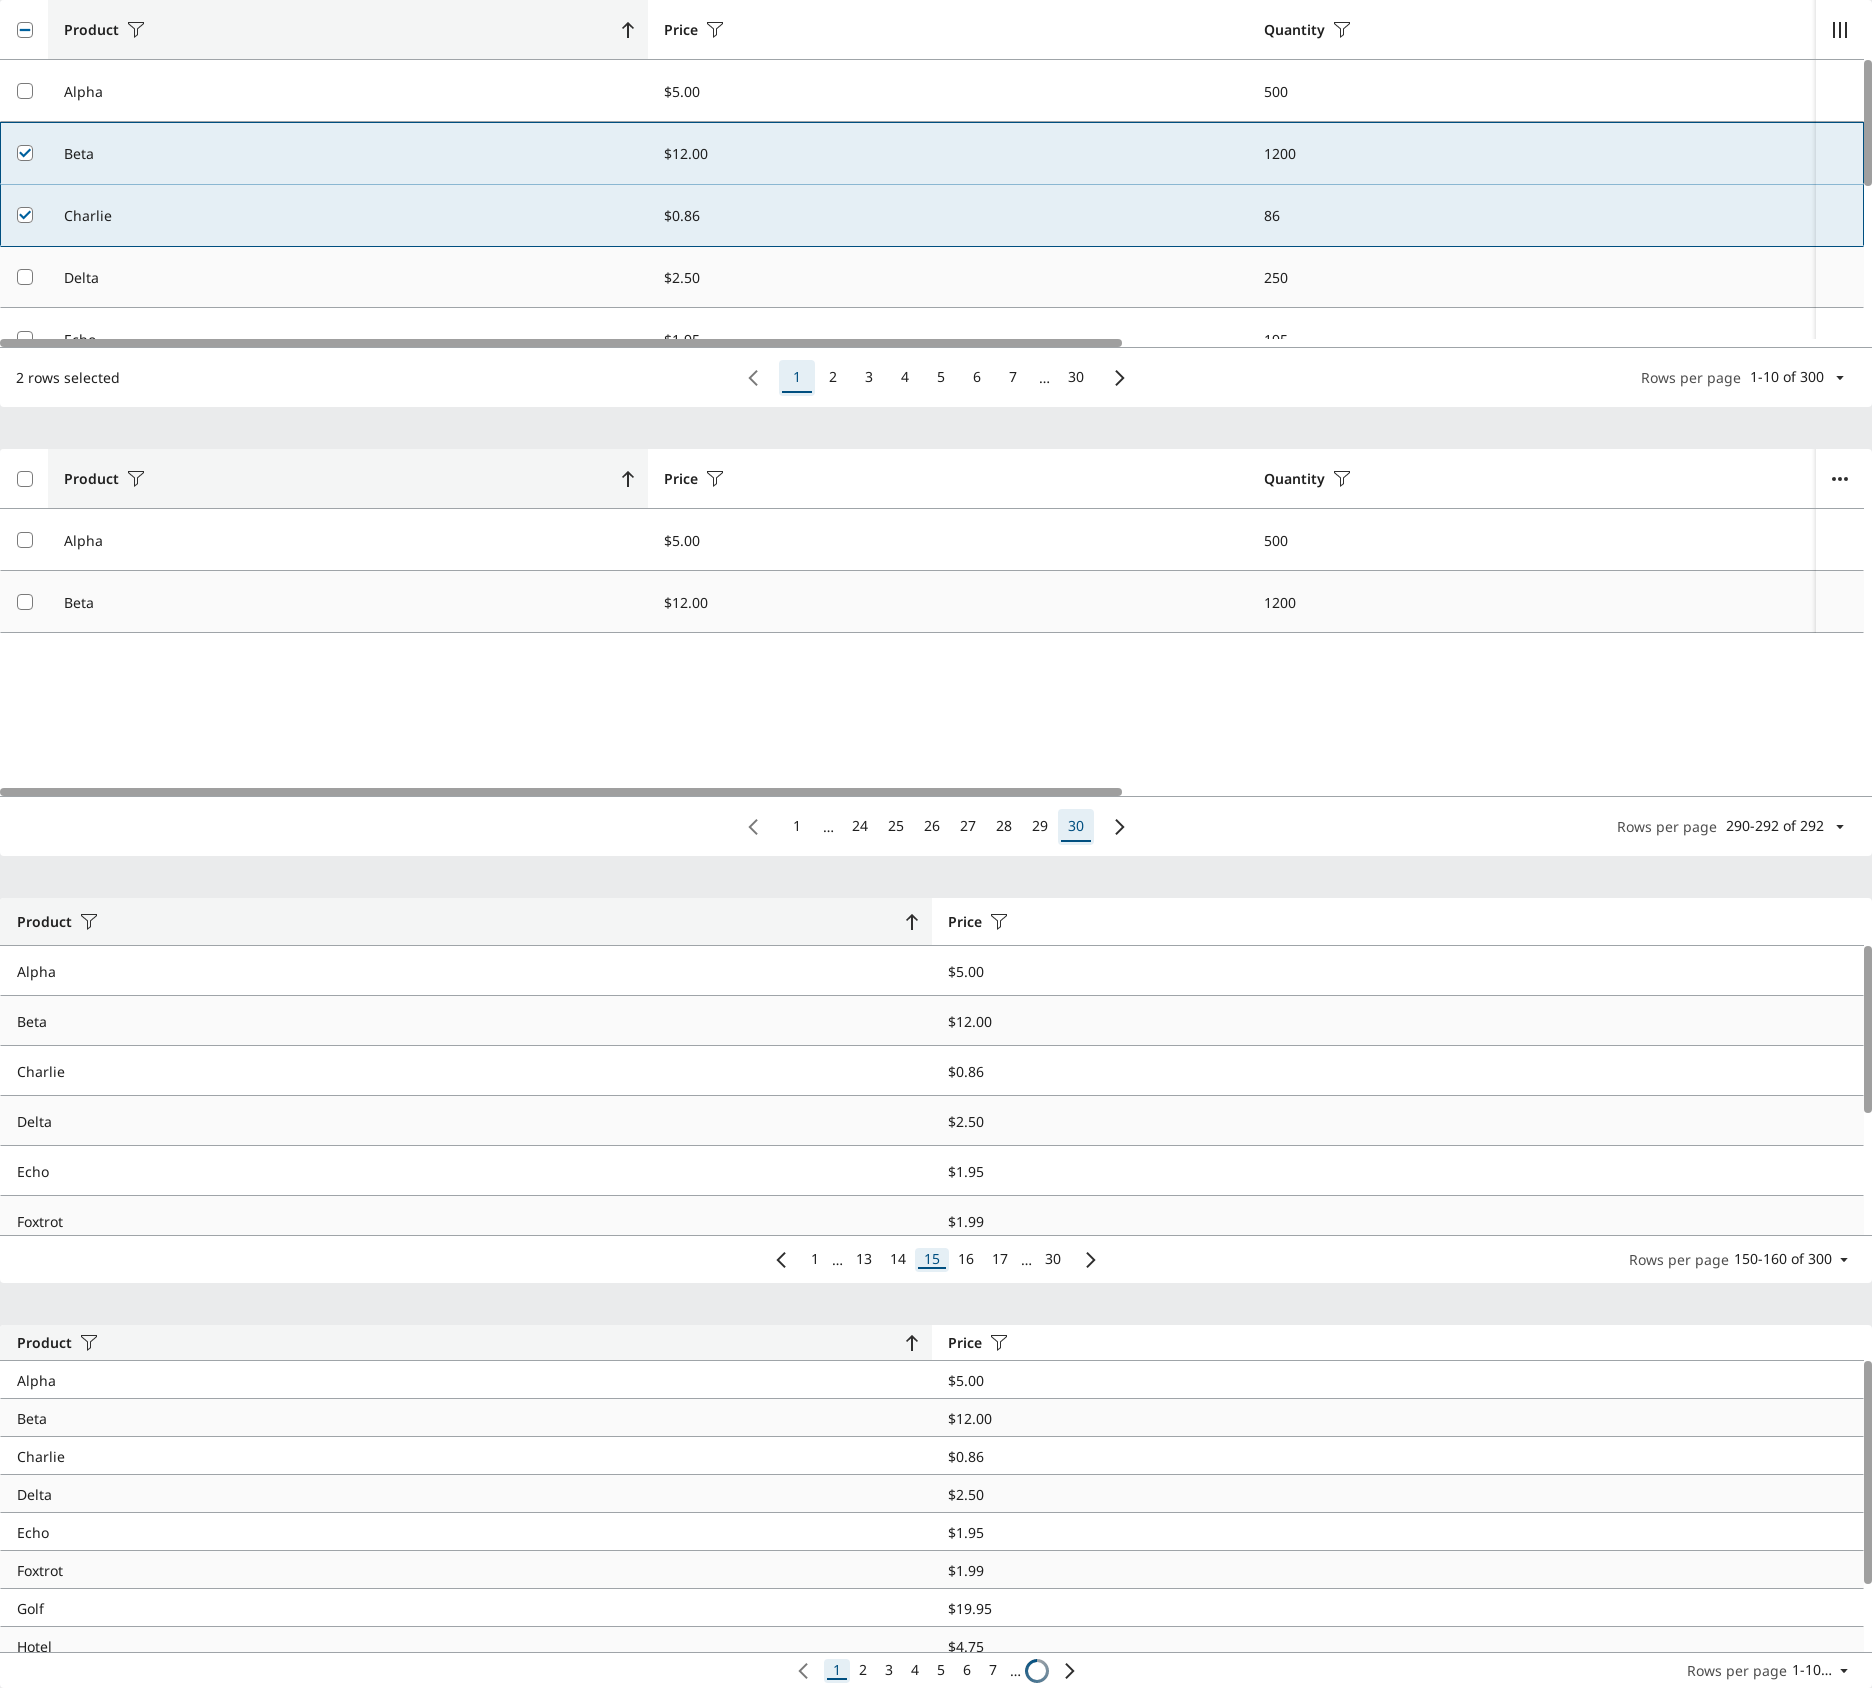 Product Price Quantity
Alpha $5.00 500
Beta $12.00 1200
Charlie $0.86 86
Delta $2.50 250
Echo $1.95 195
2 rows selected 1 2 3 4 5 6 7 ... 30 Rows per page 1-10 of 300
Product Price Quantity
Alpha $5.00 500
Beta $12.00 1200
1 ... 24 25 26 27 28 29 30 Rows per page 290-292 of 292
Product Price
Alpha $5.00
Beta $12.00
Charlie $0.86
Delta $2.50
Echo $1.95
Foxtrot $1.99
1 ... 13 14 15 16 17 ... 30 Rows per page 150-160 of 300
Product Price
Alpha $5.00
Beta $12.00
Charlie $0.86
Delta $2.50
Echo $1.95
Foxtrot $1.99
Golf $19.95
Hotel $4.75
1 2 3 4 5 6 7 ... Rows per page 1-10...